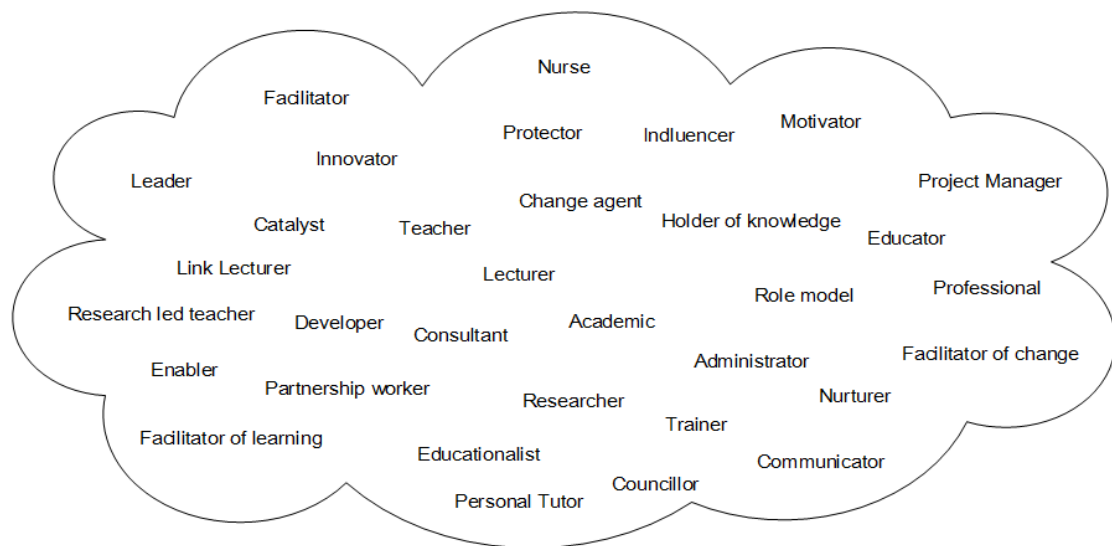 Nurse
Facilitator
Motivator
Protector
Indluencer
Innovator
Leader
Project Manager
Change agent
Holder of knowledge
Catalyst
Teacher
Educator
Link Lecturer
Lecturer
Professional
Role model
Research led teacher
Developer
Academic
Consultant
Facilitator of change
Administrator
Enabler
Partnership worker
Nurturer
Researcher
Trainer
Facilitator of learning
Educationalist
Communicator
Councillor
Personal Tutor